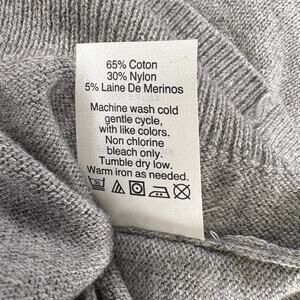 65% Coton
30% Nylon
5% Laine De Merinos
Machine wash cold
gentle cycle,
with like colors.
Non chlorine
bleach only.
Tumble dry low.
Warm iron as needed.